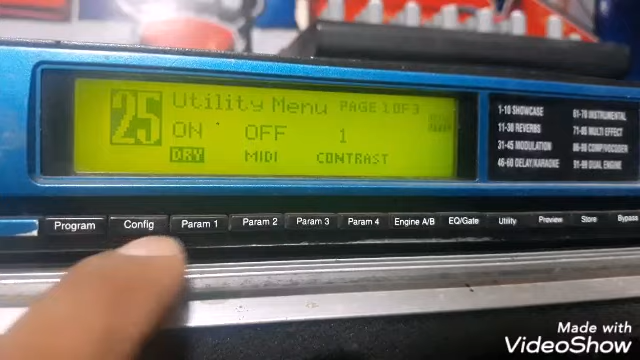 25 Utility Menu PAGE 1 OF 3
ON OFF 1
DRY MIDI CONTRAST
1-10 SHOWCASE
11-30 REVERBS
31-45 MODULATION
46-60 DELAY/KARAOKE
61-70 INSTRUMENTAL
71-85 MULTI EFFECT
86-90 COMP/VOCODER
91-99 DUAL ENGINE
Program Config Param 1 Param 2 Param 3 Param 4 Engine A/B EQ/Gate Utility Preview Store Bypass
Made with
VideoShow